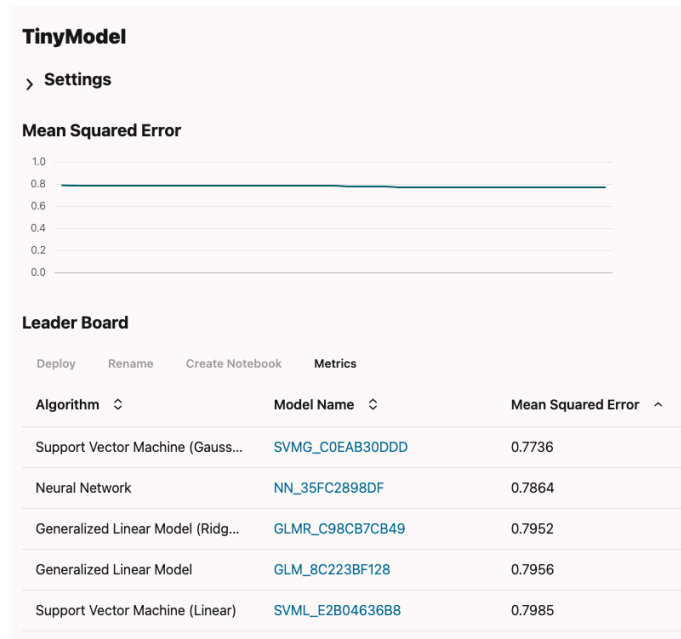 TinyModel
Settings
Mean Squared Error
1.0
0.8
0.6
0.4
0.2
0.0
Leader Board
Deploy Rename Create Notebook Metrics
Algorithm Model Name Mean Squared Error
Support Vector Machine (Gauss... SVMG_C0EAB30DDD 0.7736
Neural Network NN_35FC2898DF 0.7864
Generalized Linear Model (Ridg... GLMR_C98CB7CB49 0.7952
Generalized Linear Model GLM_8C223BF128 0.7956
Support Vector Machine (Linear) SVML_E2B04636B8 0.7985